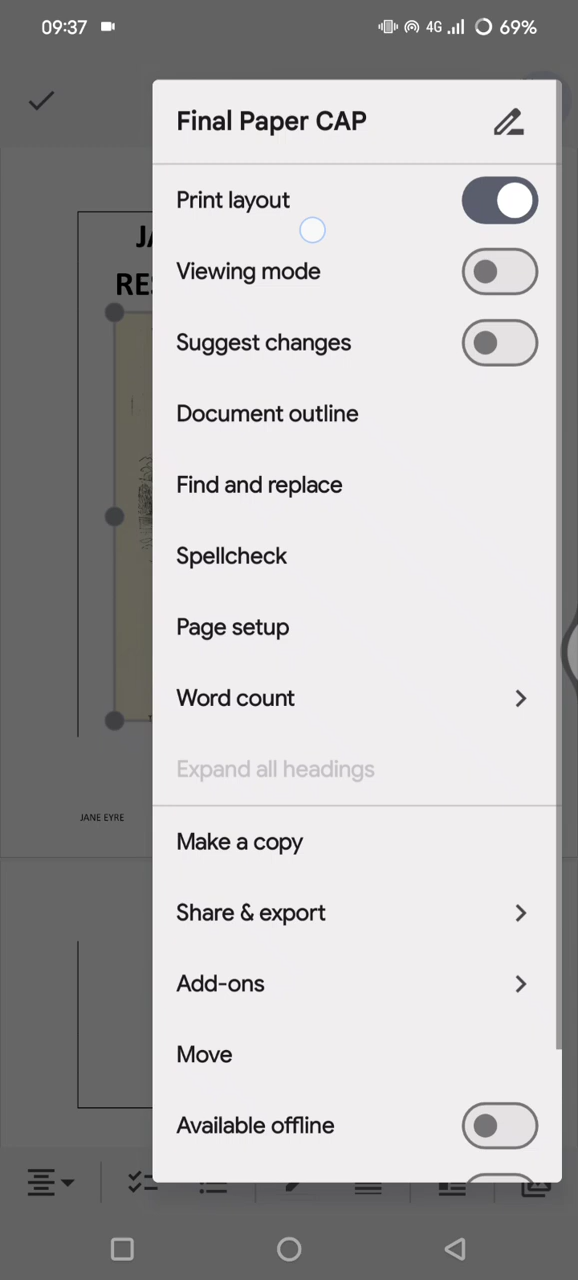 09:37
4G
69%
Final Paper CAP
Print layout
Viewing mode
Suggest changes
Document outline
Find and replace
Spellcheck
Page setup
Word count
Expand all headings
JANE EYRE
Make a copy
Share & export
Add-ons
Move
Available offline